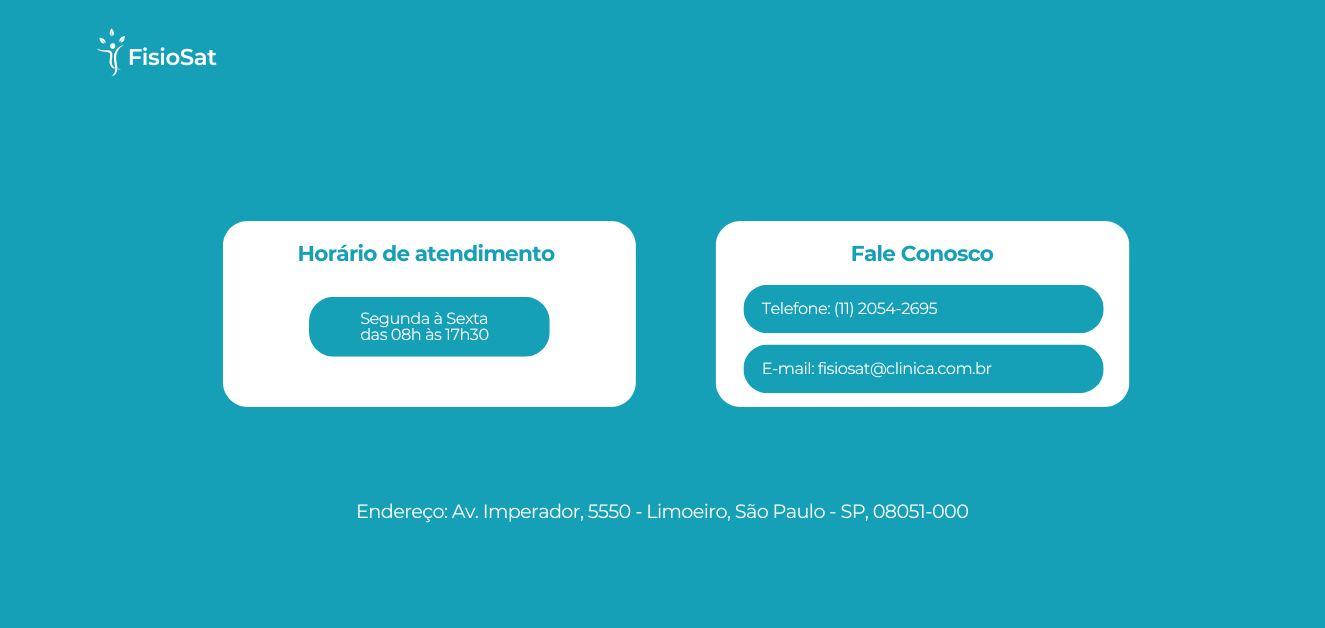 FisioSat
Horário de atendimento
Segunda à Sexta
das 08h às 17h30
Fale Conosco
Telefone: (11) 2054-2695
E-mail: fisiosat@clinica.com.br
Endereço: Av. Imperador, 5550 - Limoeiro, São Paulo - SP, 08051-000